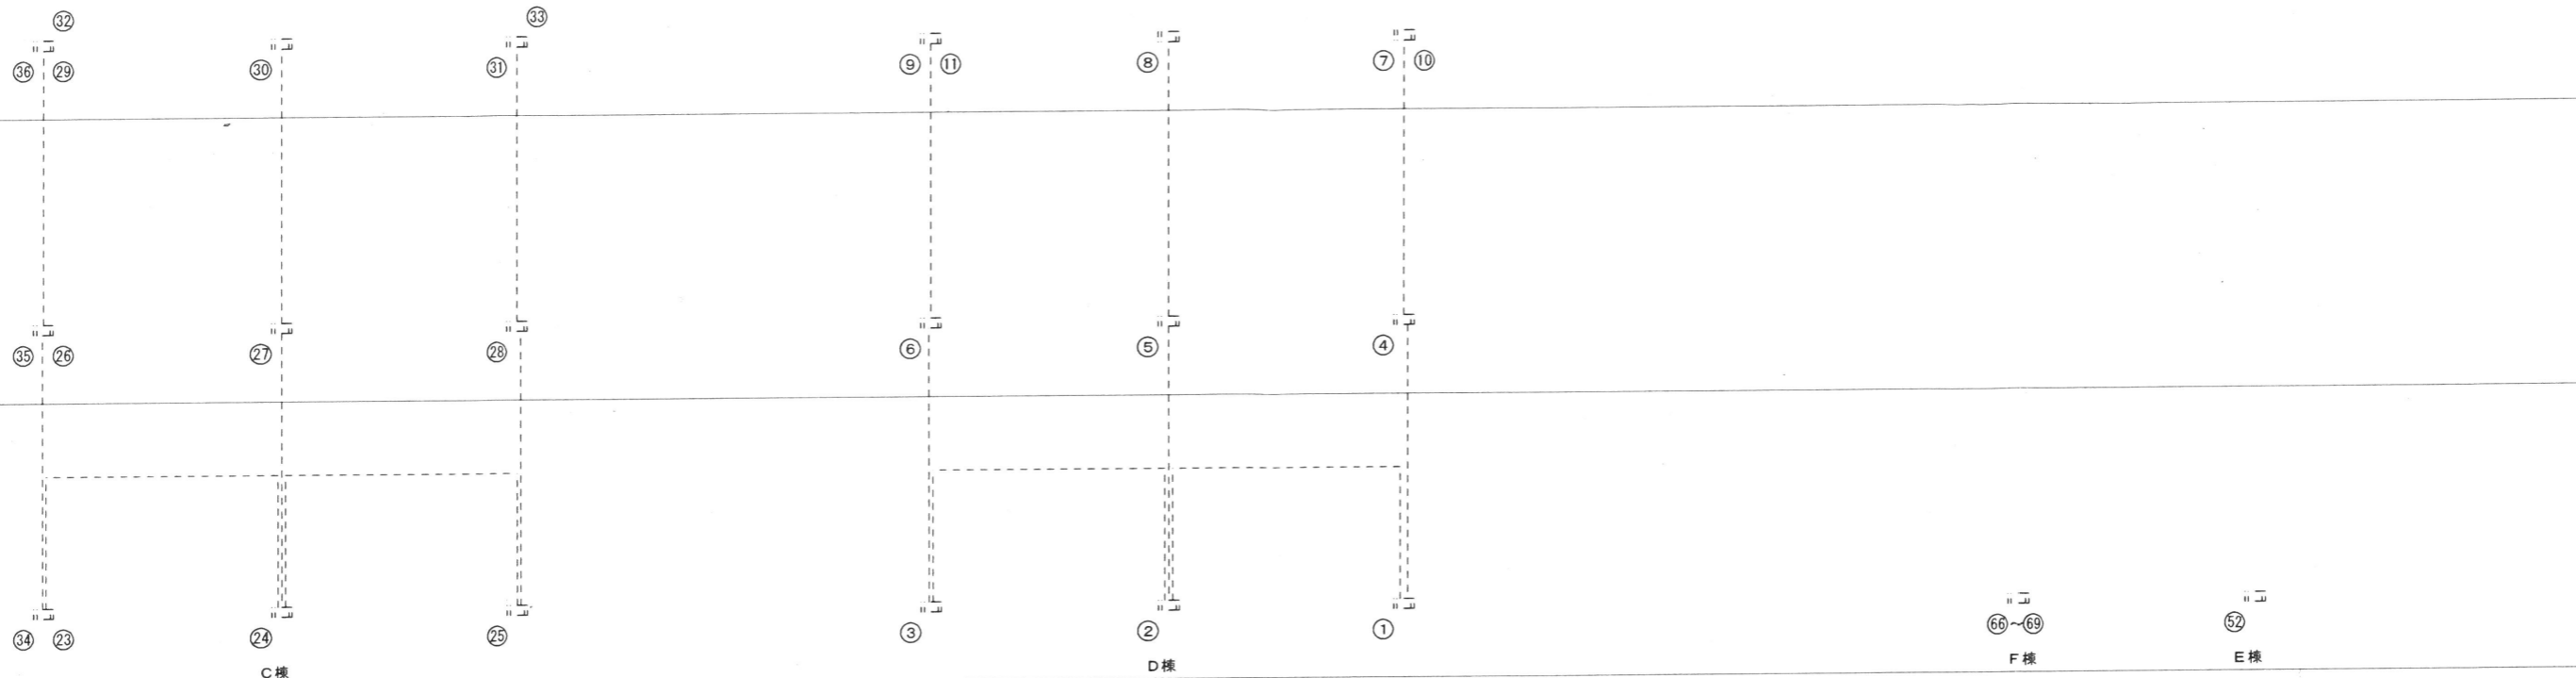 ㉜ ㉝
㊱ ㉙ ㉚ ㉛ ⑨ ⑪ ⑧ ⑦ ⑩
㉟ ㉖ ㉗ ㉘ ⑥ ⑤ ④
㉞ ㉓ ㉔ ㉕ ③ ② ① 66~69 52
C棟 D棟 F棟 E棟